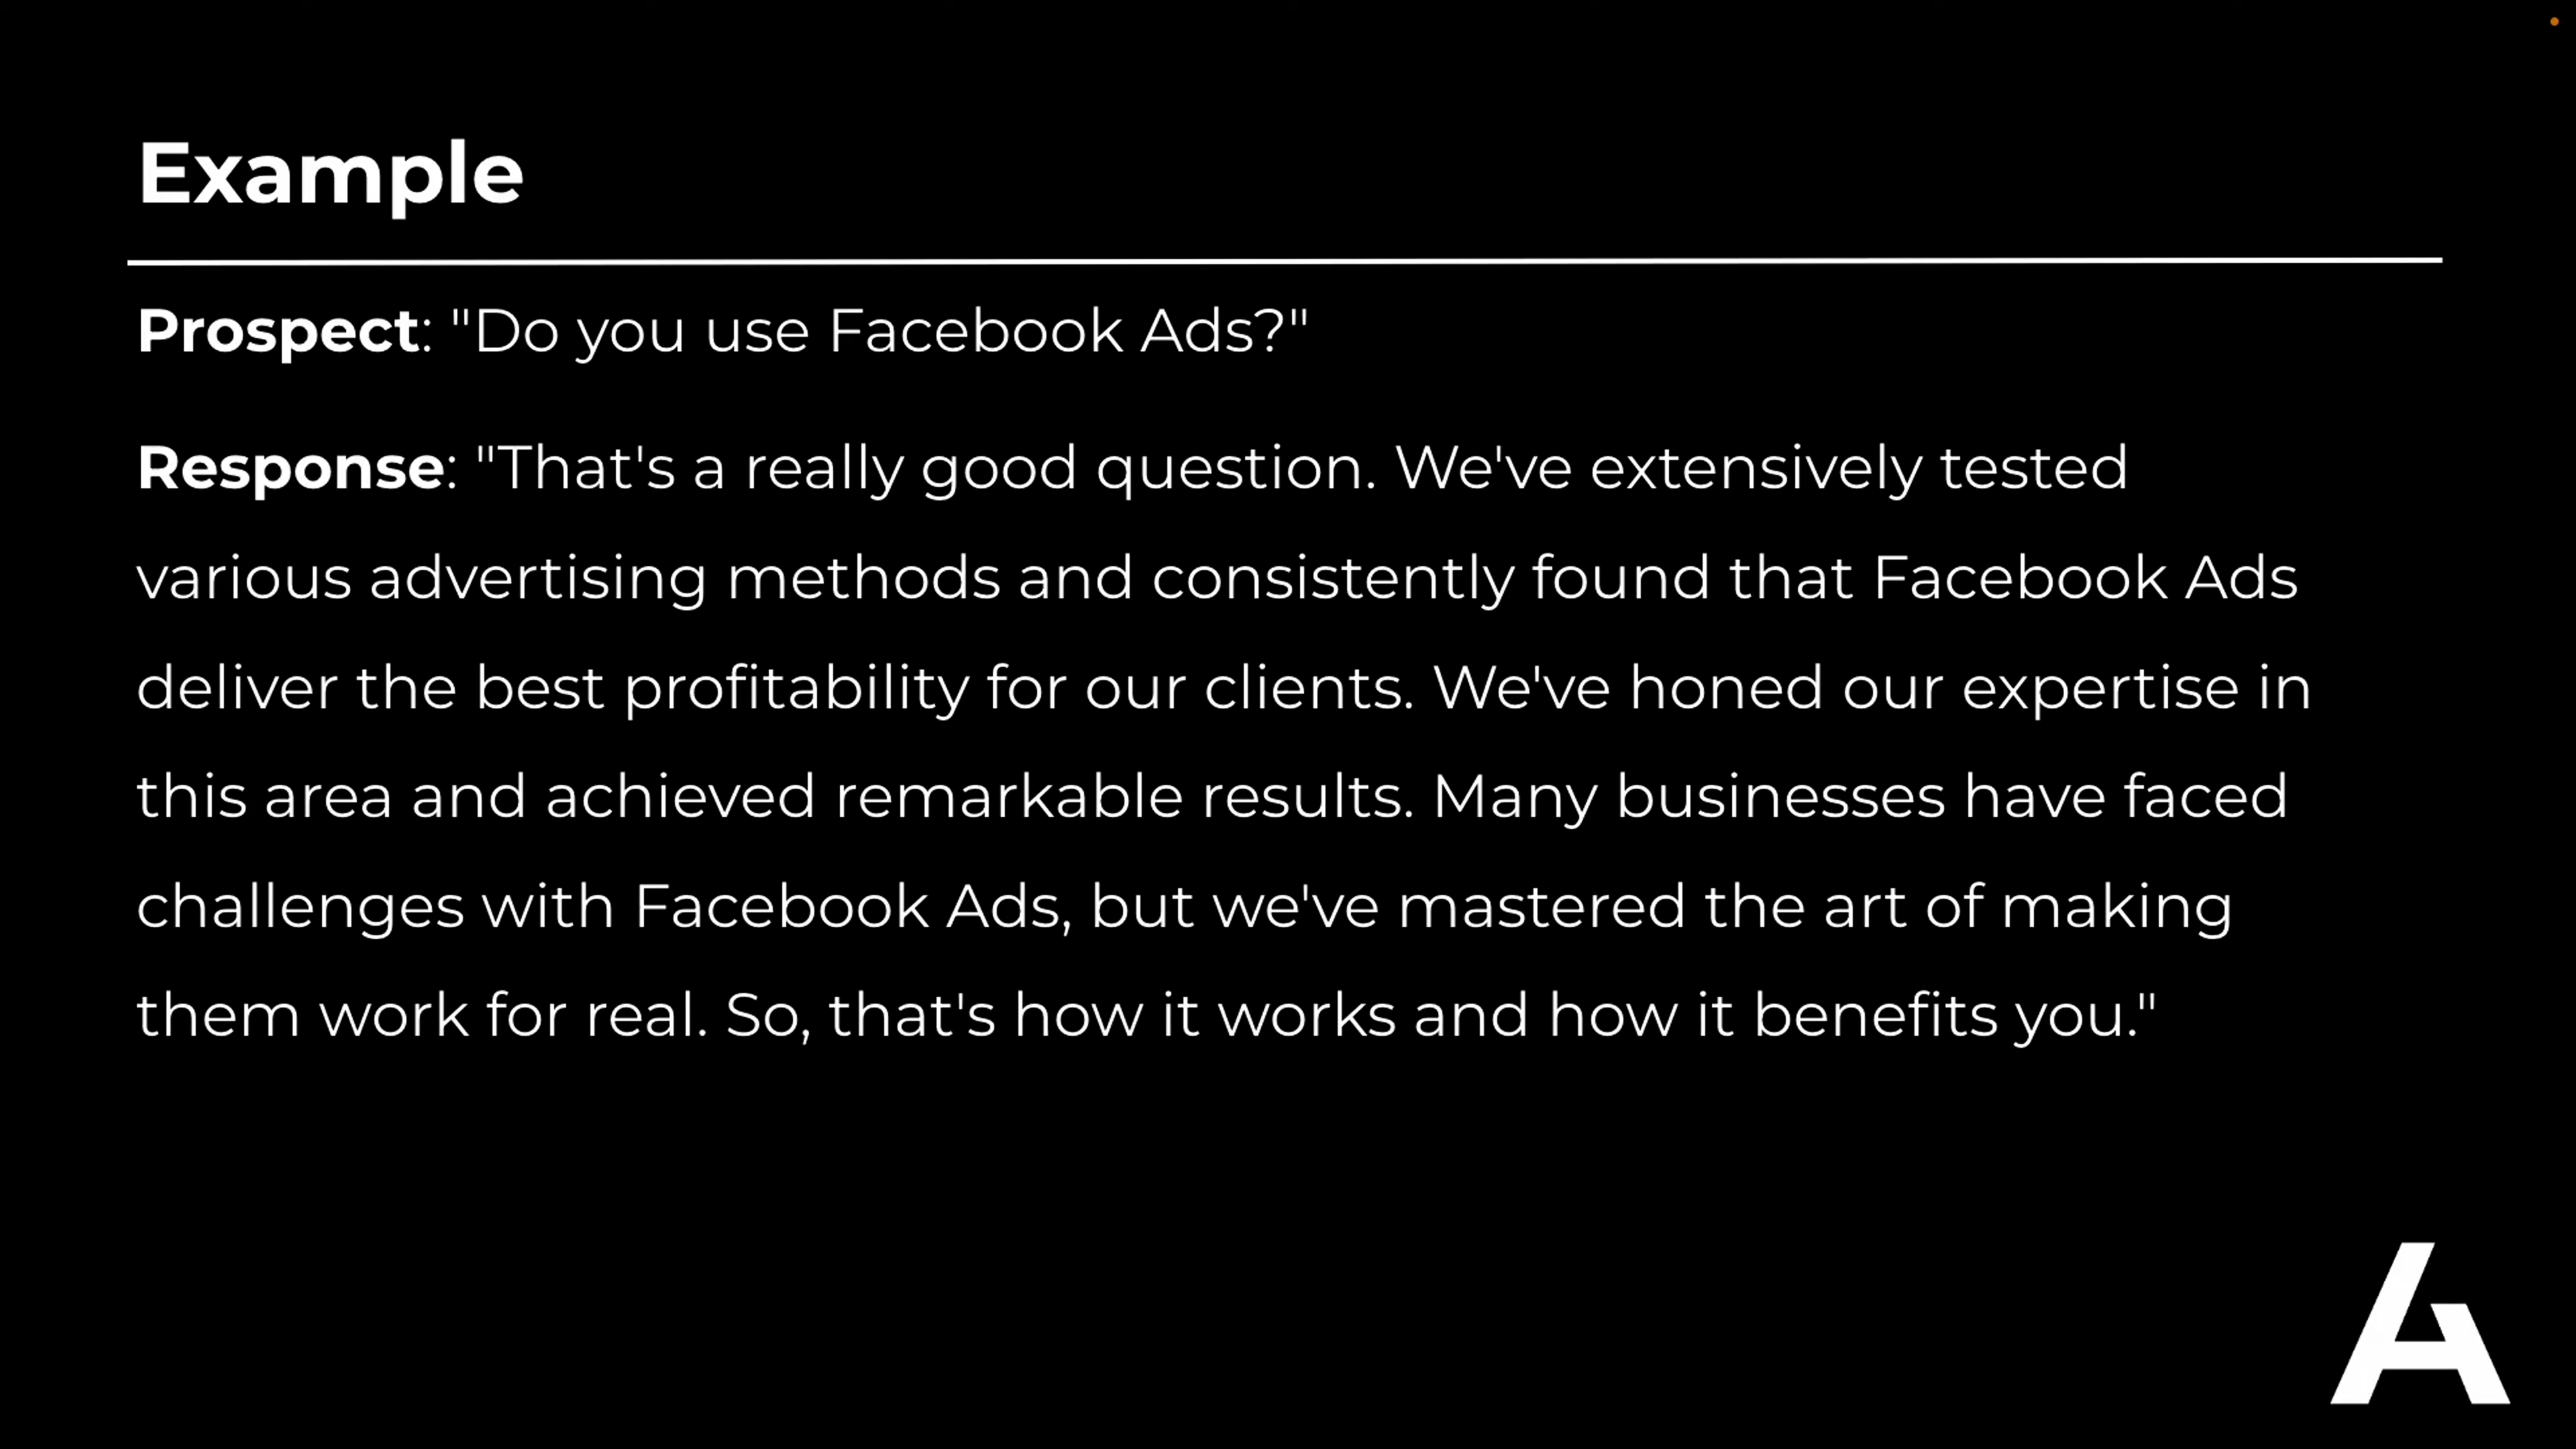 Example
Prospect: "Do you use Facebook Ads?"
Response: "That's a really good question. We've extensively tested
various advertising methods and consistently found that Facebook Ads
deliver the best profitability for our clients. We've honed our expertise in
this area and achieved remarkable results. Many businesses have faced
challenges with Facebook Ads, but we've mastered the art of making
them work for real. So, that's how it works and how it benefits you."